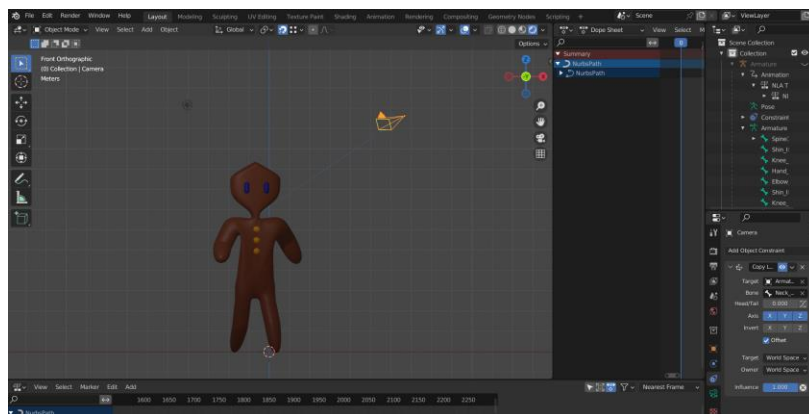 File Edit Render Window Help Layout Modeling Sculpting UV Editing Texture Paint Shading Animation Rendering Compositing Geometry Nodes Scripting + Scene ViewLayer
Object Mode View Select Add Object Global Dope Sheet View Select M
Options
Front Orthographic
(0) Collection | Camera
Meters
Summary
NurbsPath
NurbsPath
Scene Collection
Collection
Armature
Animation
NLA T
Pose
Constraint
Armature
Spine
Shin_
Knee_
Hand_
Elbow
Shin_
Knee_
Camera
Add Object Constraint
Copy L...
Target Armat...
Bone Neck_...
Head/Tail 0.000
Axis X Y Z
Invert X Y Z
Offset
Target World Space
Owner World Space
Influence 1.000
View Select Marker Edit Add Nearest Frame
1600 1650 1700 1750 1800 1850 1900 1950 2000 2050 2100 2150 2200 2250
NurbsPath